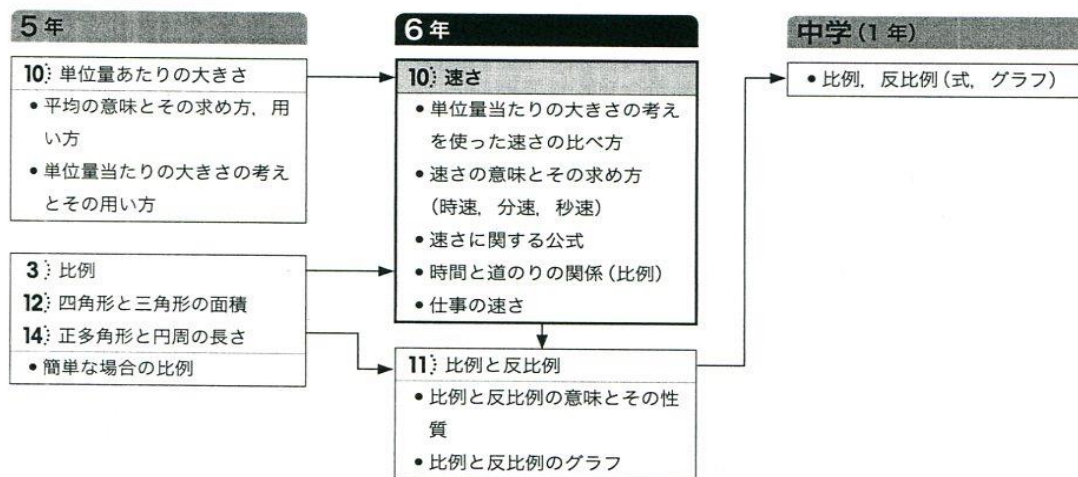 5年
10 単位量あたりの大きさ
• 平均の意味とその求め方，用
い方
• 単位量当たりの大きさの考え
とその用い方
3 比例
12 四角形と三角形の面積
14 正多角形と円周の長さ
• 簡単な場合の比例
6年
10 速さ
• 単位量当たりの大きさの考え
を使った速さの比べ方
• 速さの意味とその求め方
（時速，分速，秒速）
• 速さに関する公式
• 時間と道のりの関係（比例）
• 仕事の速さ
11 比例と反比例
• 比例と反比例の意味とその性
質
• 比例と反比例のグラフ
中学（1年）
• 比例，反比例（式，グラフ）